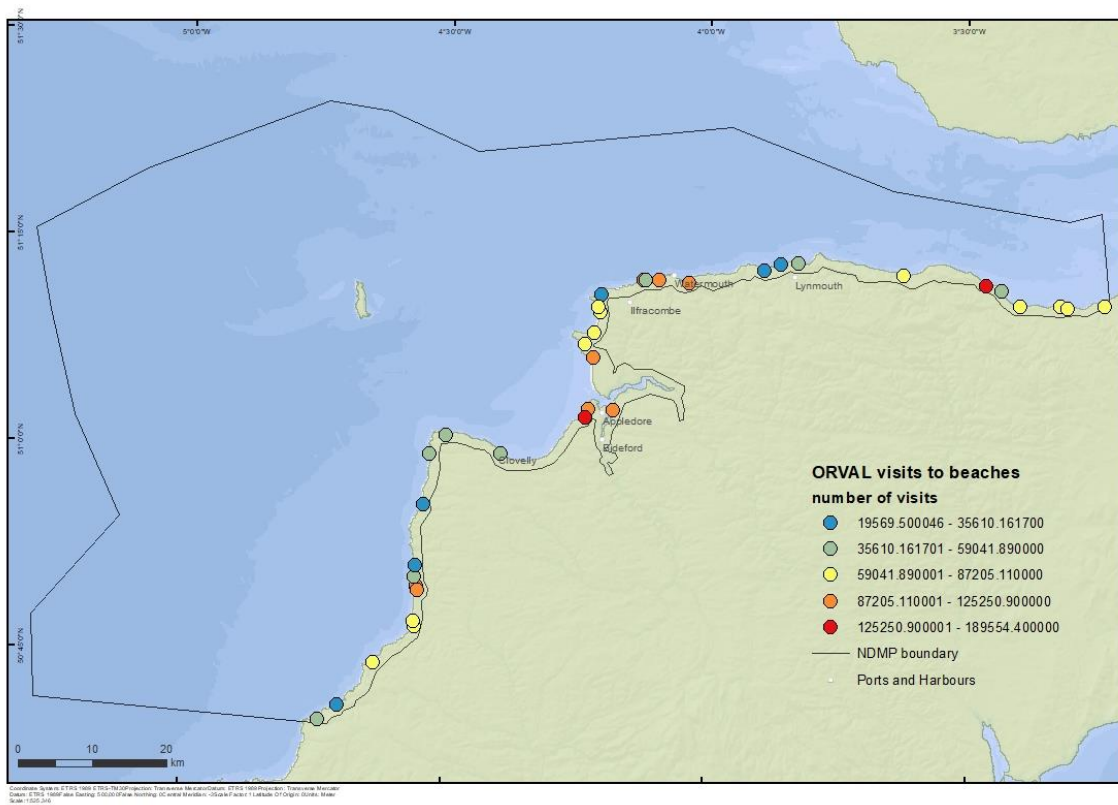 5°0'0"W 4°30'0"W 4°0'0"W 3°30'0"W
51°15'0"N
51°0'0"N
50°45'0"N
Watermouth
Lynmouth
Ilfracombe
Appledore
Bideford
Clovelly
ORVAL visits to beaches
number of visits
19569.500046 - 35610.161700
35610.161701 - 59041.890000
59041.890001 - 87205.110000
87205.110001 - 125250.900000
125250.900001 - 189554.400000
NDMP boundary
Ports and Harbours
0 10 20
km